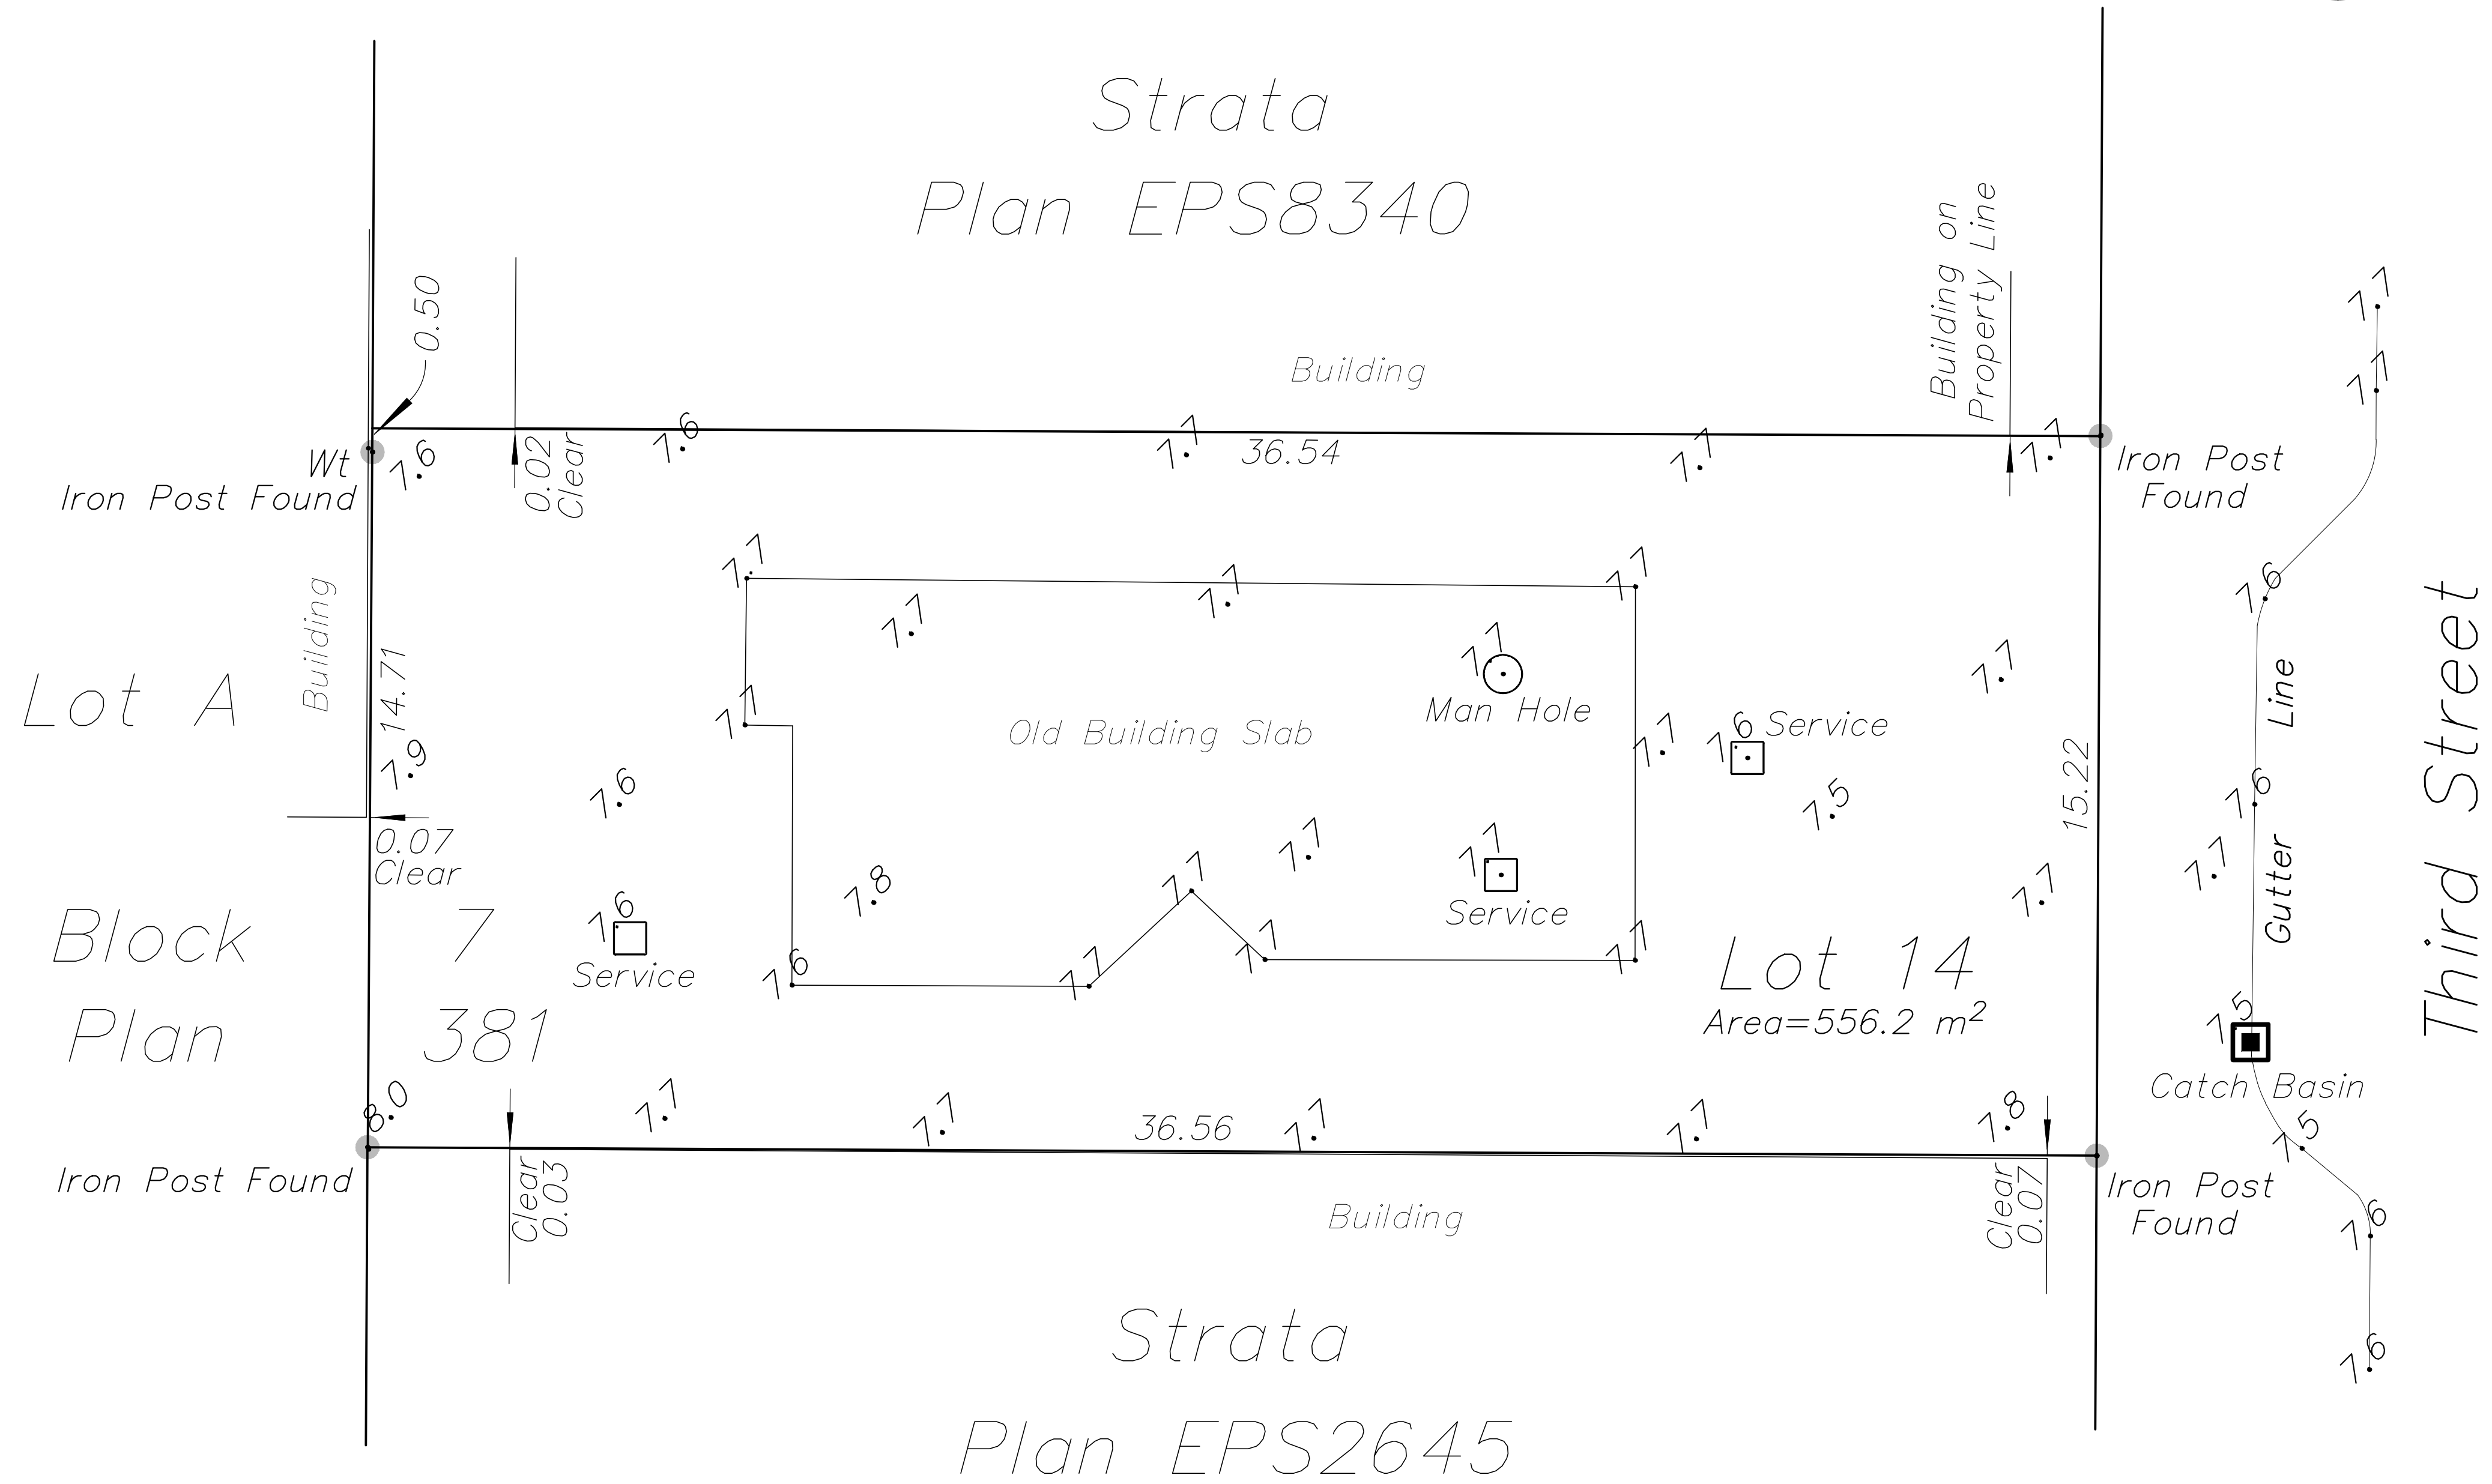 Strata
Plan EPS8340
Building on
Property Line
0.50
Building
7.7
7.7
7.6
7.7
36.54
7.7
7.7
Wt
Iron Post Found
7.6
0.02
Clear
Iron Post
Found
7.7
7.7
7.7
7.6
7.7
7.7
7.7
Man Hole
7.7
Building
14.71
Lot A
7.7
Old Building Slab
7.7
7.6
Service
Line
Third Street
7.9
7.6
7.5
15.22
7.6
0.07
Clear
7.8
7.7
7.7
7.7
Service
7.7
7.7
Gutter
Block 7
7.6
Service
7.6
7.7
7.7
7.7
Lot 14
Area=556.2 m²
Plan 381
7.5
Catch Basin
8.0
7.7
7.7
36.56
7.7
7.7
7.8
7.5
Iron Post Found
Clear
0.03
Building
Clear
0.07
Iron Post
Found
7.6
Strata
Plan EPS2645
7.6